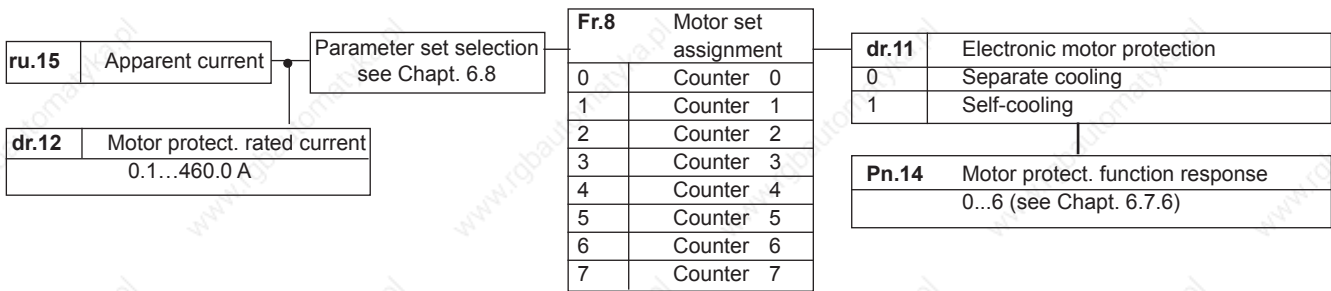 ru.15 Apparent current
dr.12 Motor protect. rated current
0.1…460.0 A
Parameter set selection
see Chapt. 6.8
Fr.8 Motor set
assignment
0 Counter 0
1 Counter 1
2 Counter 2
3 Counter 3
4 Counter 4
5 Counter 5
6 Counter 6
7 Counter 7
dr.11 Electronic motor protection
0 Separate cooling
1 Self-cooling
Pn.14 Motor protect. function response
0...6 (see Chapt. 6.7.6)
www.rgbautomatyka.pl